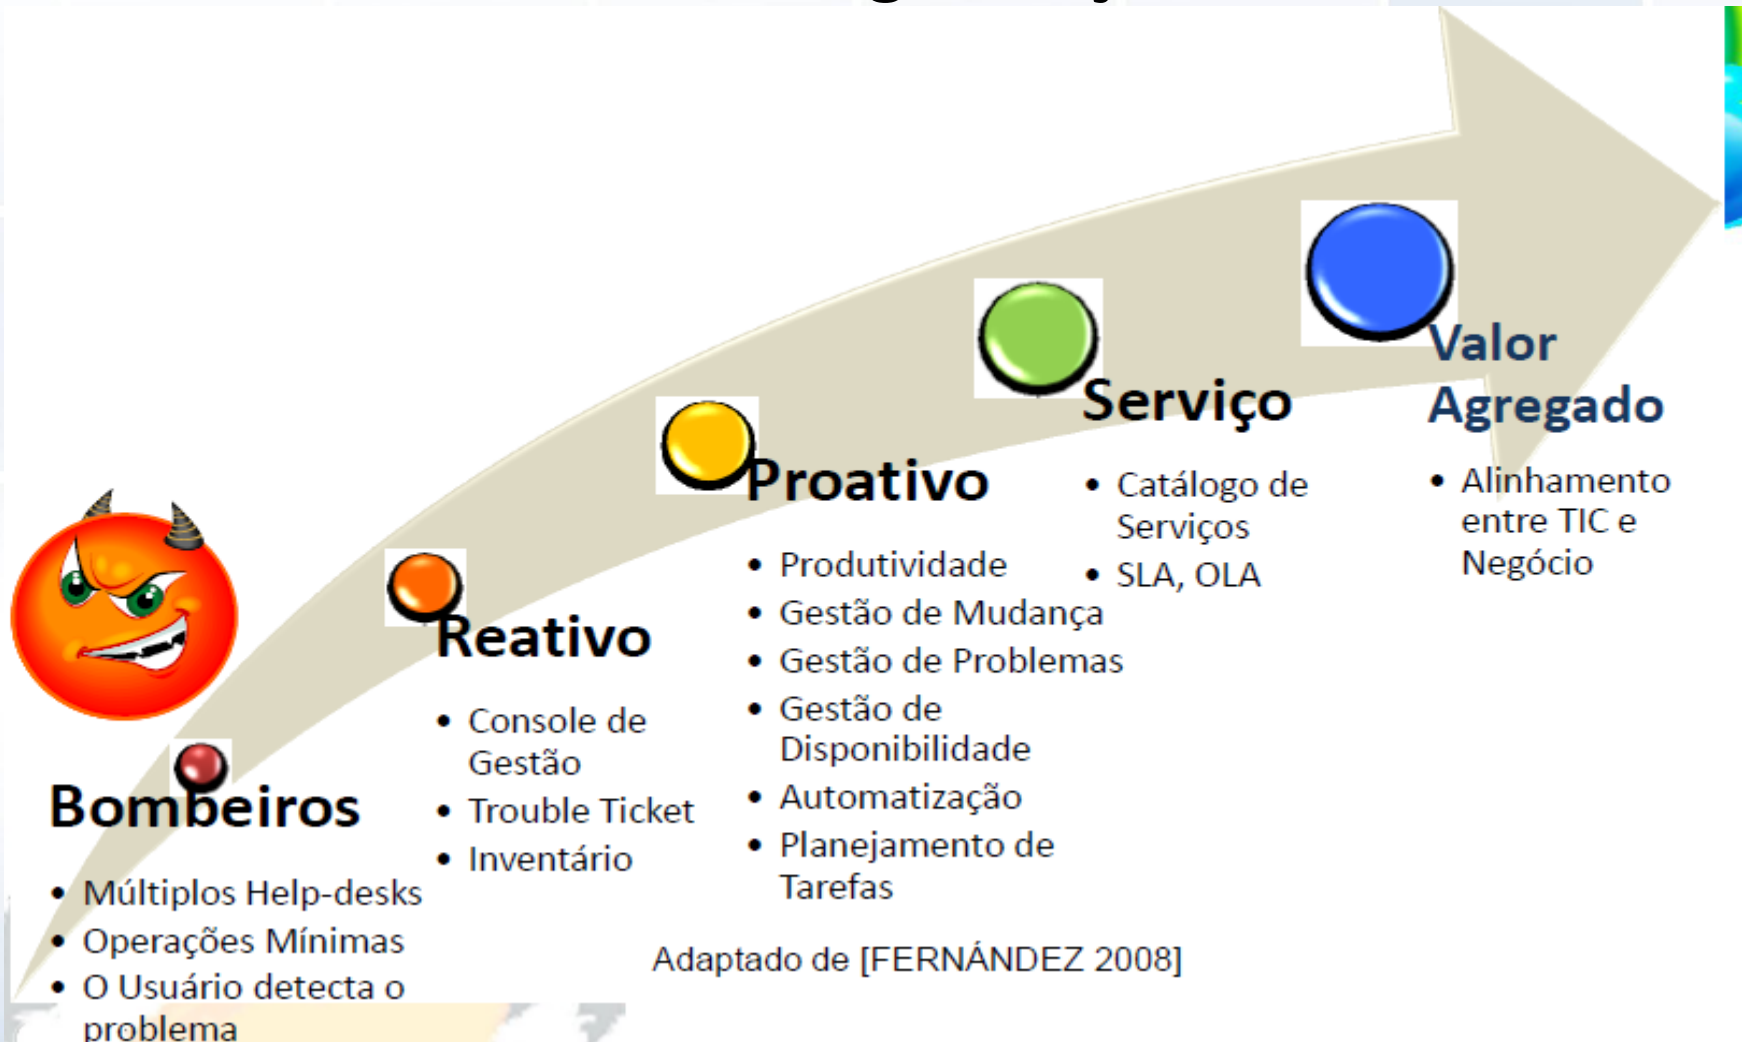 Bombeiros
• Múltiplos Help-desks
• Operações Mínimas
• O Usuário detecta o
problema
Reativo
• Console de
Gestão
• Trouble Ticket
• Inventário
Proativo
• Produtividade
• Gestão de Mudança
• Gestão de Problemas
• Gestão de
Disponibilidade
• Automatização
• Planejamento de
Tarefas
Serviço
• Catálogo de
Serviços
• SLA, OLA
Valor
Agregado
• Alinhamento
entre TIC e
Negócio
Adaptado de [FERNÁNDEZ 2008]